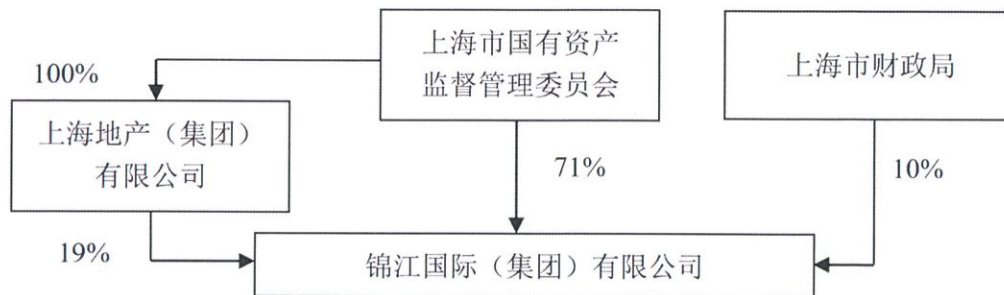 上海市国有资产
监督管理委员会
上海市财政局
100%
上海地产（集团）
有限公司
71%
10%
19%
锦江国际（集团）有限公司